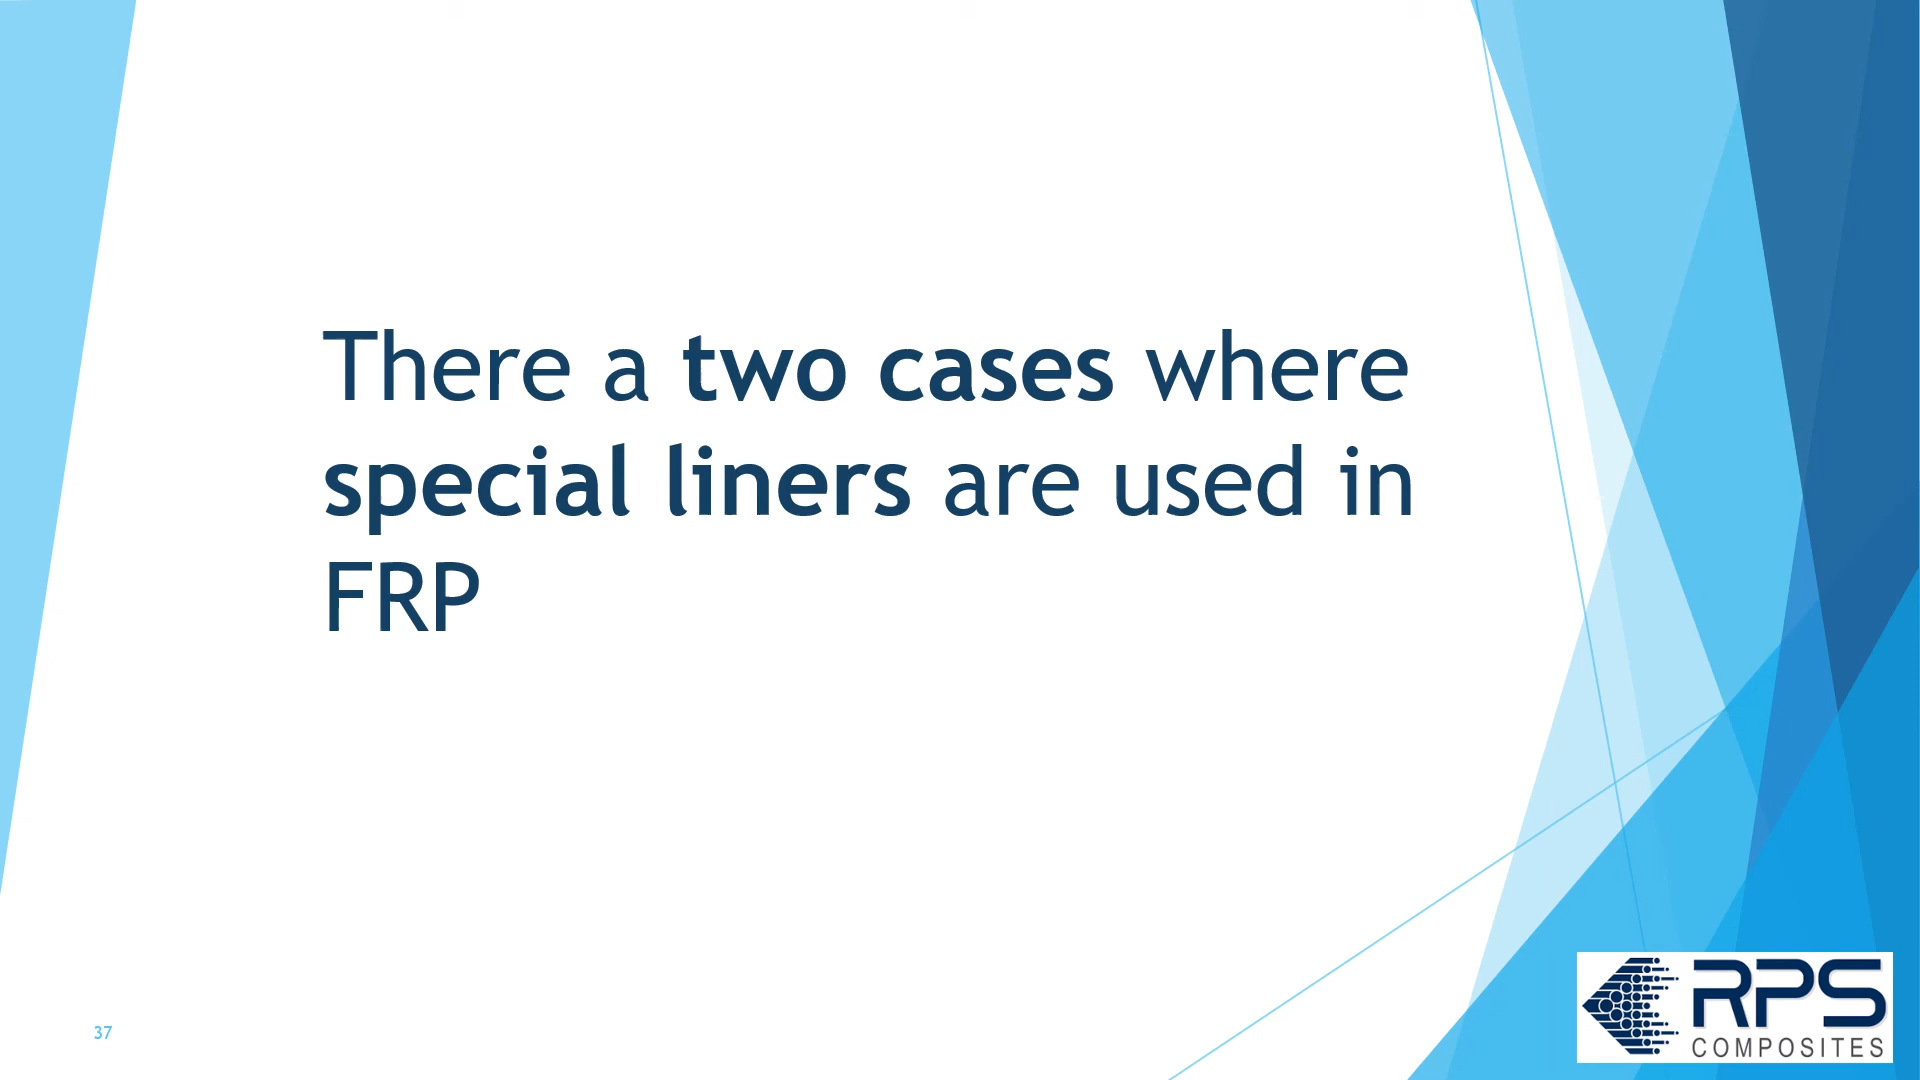 There a two cases where
special liners are used in
FRP
37
RPS
COMPOSITES